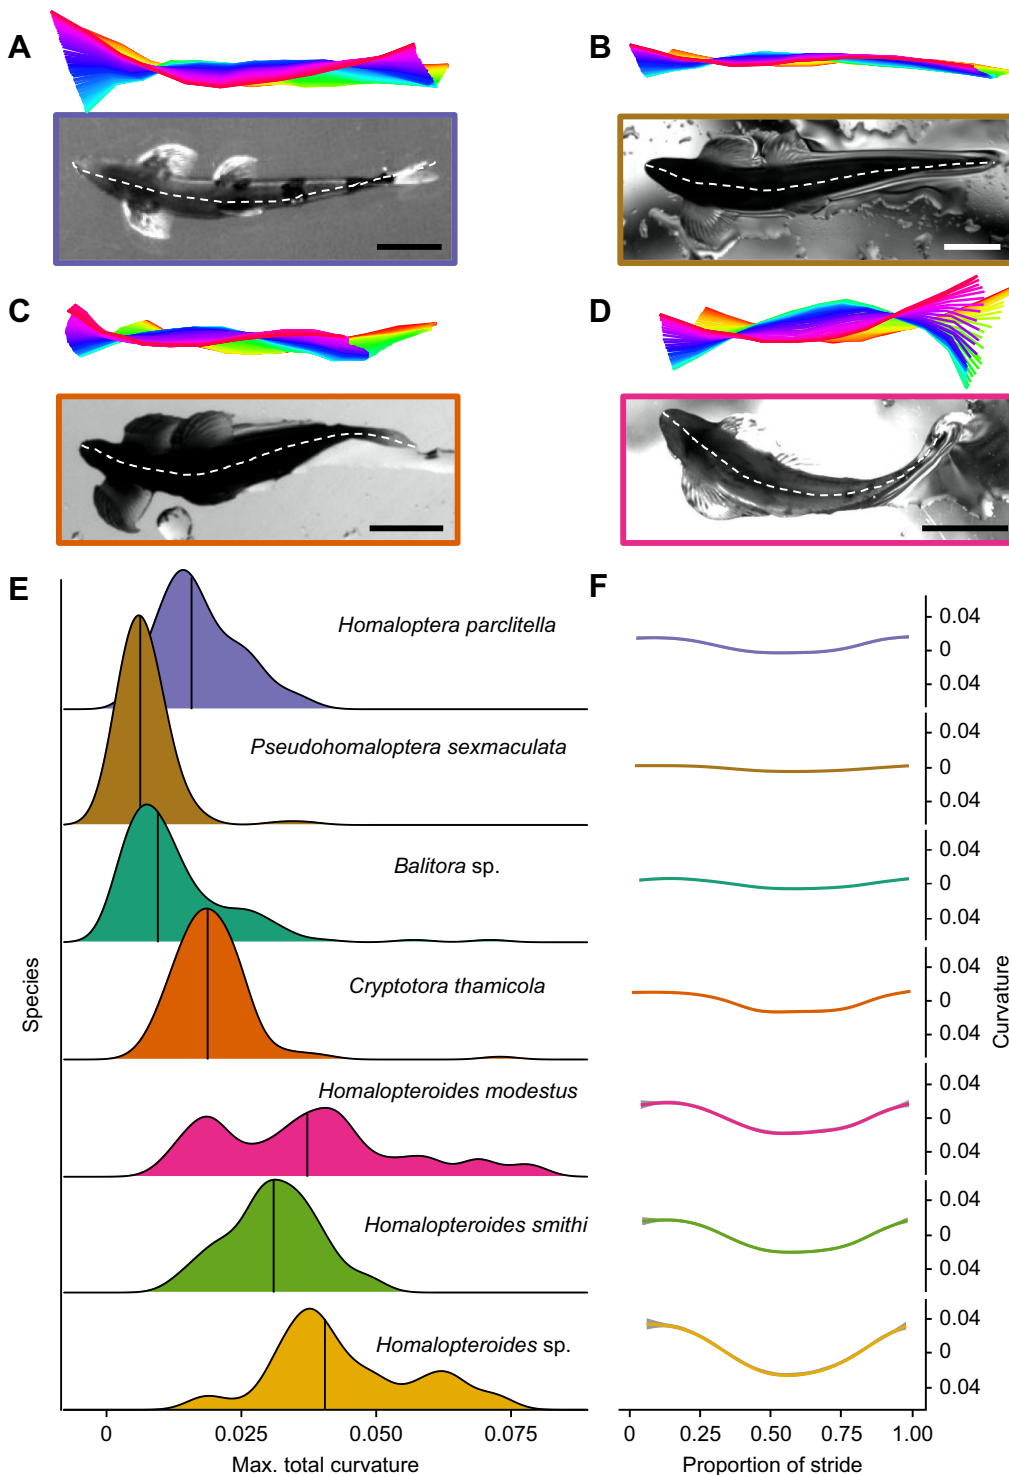 A
B
C
D
E
F
Homaloptera parclitella
Pseudohomaloptera sexmaculata
Balitora sp.
Cryptotora thamicola
Homalopteroides modestus
Homalopteroides smithi
Homalopteroides sp.
Species
0
0.025
0.050
0.075
Max. total curvature
0.04
0
0.04
0.04
0
0.04
0.04
0
0.04
0.04
0
0.04
0.04
0
0.04
0.04
0
0.04
0.04
0
0.04
Curvature
0
0.25
0.50
0.75
1.00
Proportion of stride